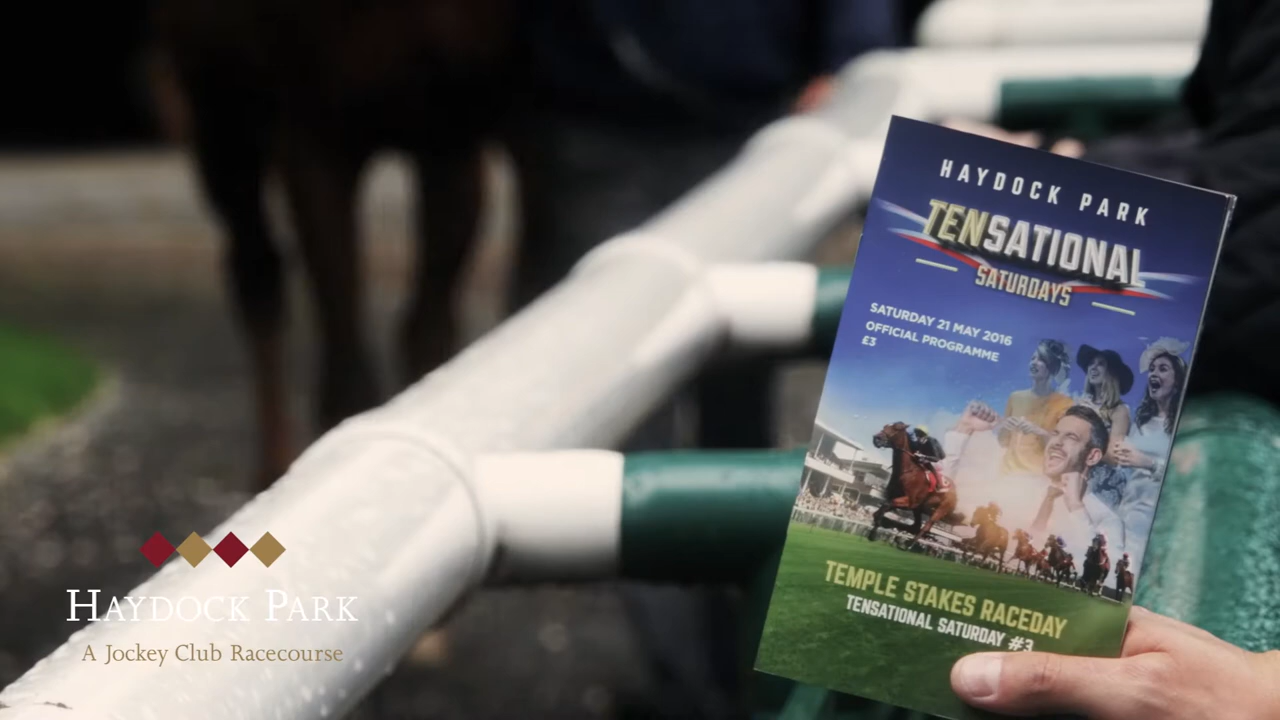 HAYDOCK PARK
TENSATIONAL
SATURDAYS
SATURDAY 21 MAY 2016
OFFICIAL PROGRAMME
£3
TEMPLE STAKES RACEDAY
TENSATIONAL SATURDAY #3
HAYDOCK PARK
A Jockey Club Racecourse